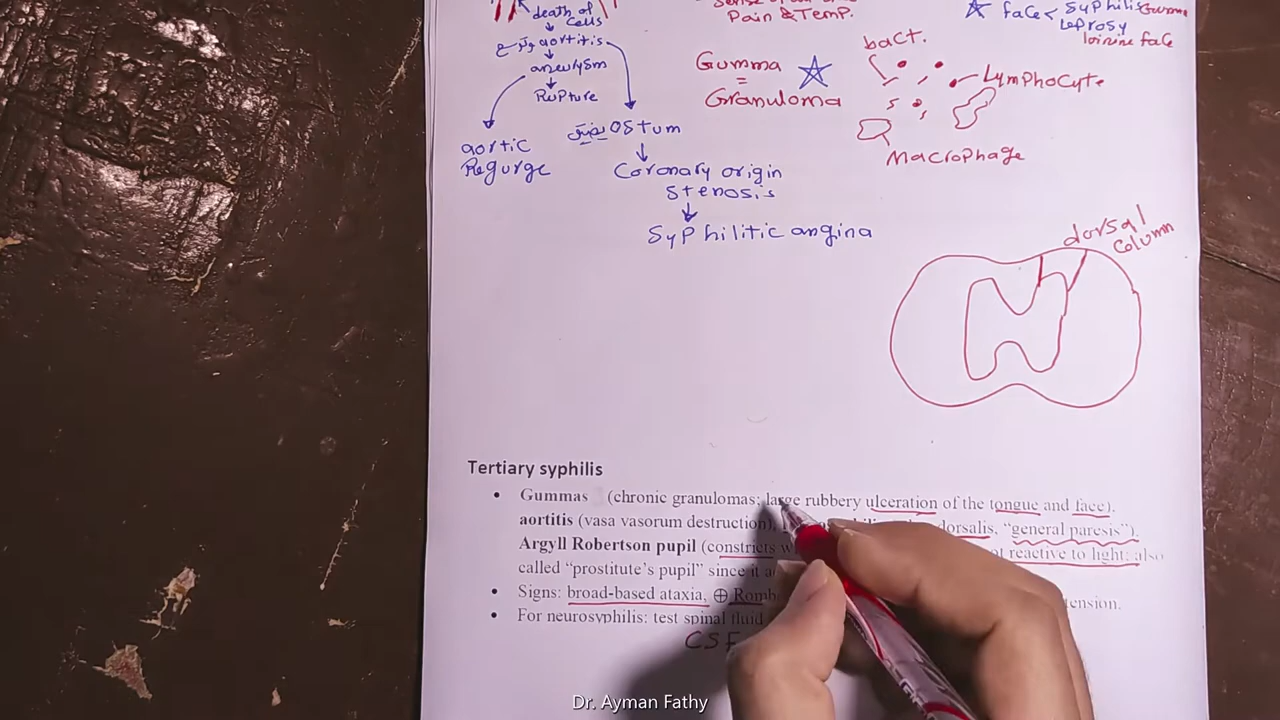 death of
Cells
aortitis
aneurysm
Rupture
aortic
Regurge
Ostum
Coronary origin
stenosis
Syphilitic angina
Pain & Temp.
Gumma
=
Granuloma
bact.
Lymphocyte
Macrophage
face < Syphilis Gumma
Leprosy
loinine face
dorsal
column
Tertiary syphilis
• Gummas (chronic granulomas; large rubbery ulceration of the tongue and face).
aortitis (vasa vasorum destruction), dorsalis, “general paresis”).
Argyll Robertson pupil (constricts reactive to light: also
called “prostitute’s pupil” since it
• Signs: broad-based ataxia, ⊕ tension.
• For neurosyphilis: test spinal fluid
CSF
Dr. Ayman Fathy